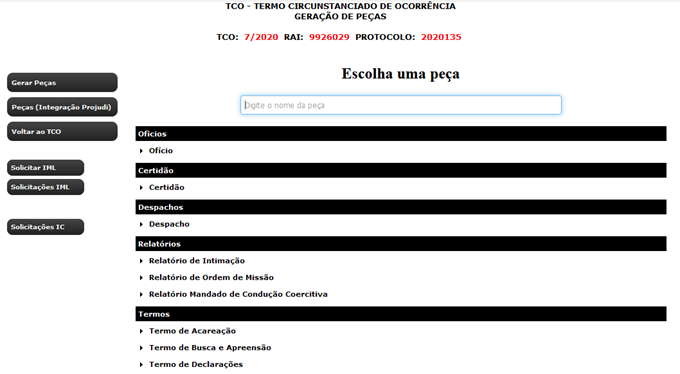 TCO - TERMO CIRCUNSTANCIADO DE OCORRÊNCIA
GERAÇÃO DE PEÇAS
TCO: 7/2020 RAI: 9926029 PROTOCOLO: 2020135
Gerar Peças
Peças (Integração Projudi)
Voltar ao TCO
Solicitar IML
Solicitações IML
Solicitações IC
Escolha uma peça
Digite o nome da peça
Oficios
Ofício
Certidão
Certidão
Despachos
Despacho
Relatórios
Relatório de Intimação
Relatório de Ordem de Missão
Relatório Mandado de Condução Coercitiva
Termos
Termo de Acareação
Termo de Busca e Apreensão
Termo de Declarações